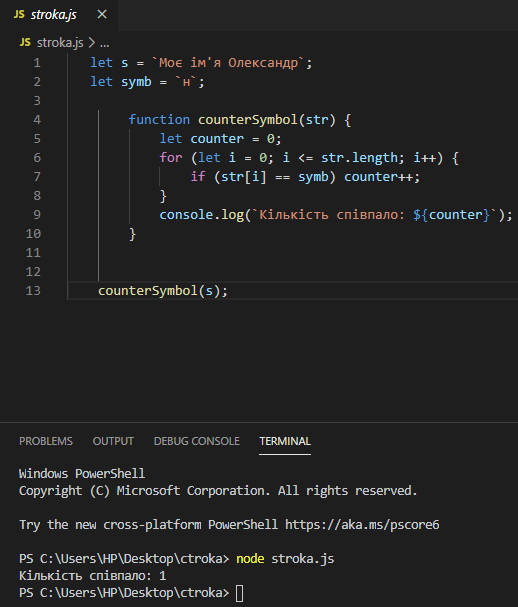 JS stroka.js ×
JS stroka.js > ...
1 let s = `Моє ім'я Олександр`;
2 let symb = `н`;
3
4 function counterSymbol(str) {
5 let counter = 0;
6 for (let i = 0; i <= str.length; i++) {
7 if (str[i] == symb) counter++;
8 }
9 console.log(`Кількість співпало: ${counter}`);
10 }
11
12
13 counterSymbol(s);
PROBLEMS OUTPUT DEBUG CONSOLE TERMINAL
Windows PowerShell
Copyright (C) Microsoft Corporation. All rights reserved.
Try the new cross-platform PowerShell https://aka.ms/pscore6
PS C:\Users\HP\Desktop\ctroka> node stroka.js
Кількість співпало: 1
PS C:\Users\HP\Desktop\ctroka>